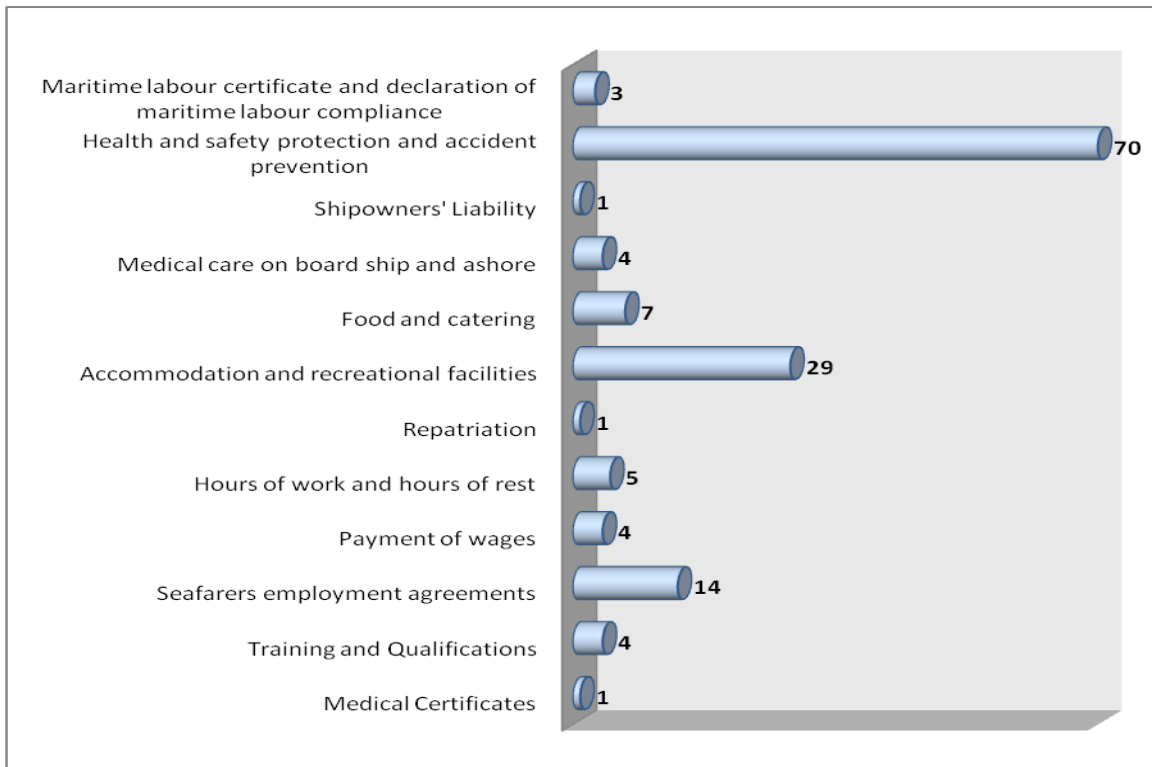 Maritime labour certificate and declaration of
maritime labour compliance
3
Health and safety protection and accident
prevention
70
Shipowners' Liability
1
Medical care on board ship and ashore
4
Food and catering
7
Accommodation and recreational facilities
29
Repatriation
1
Hours of work and hours of rest
5
Payment of wages
4
Seafarers employment agreements
14
Training and Qualifications
4
Medical Certificates
1